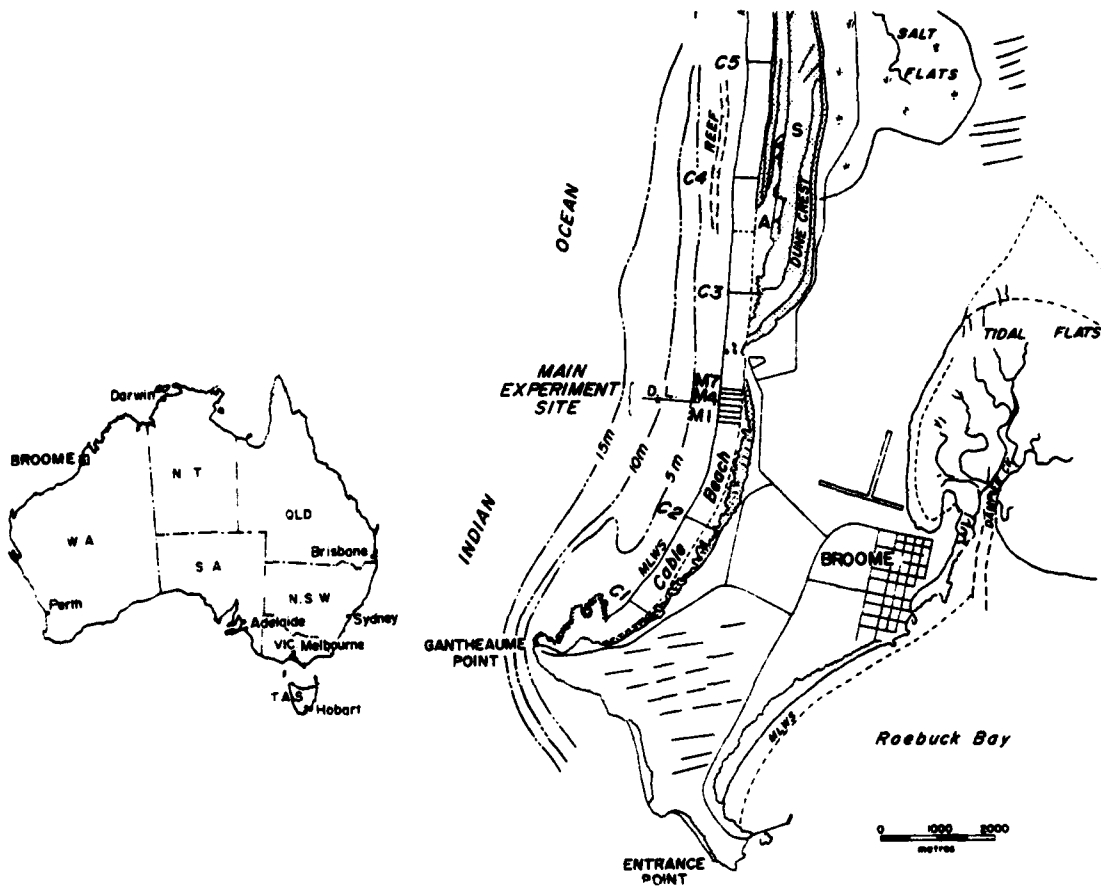 Darwin
BROOME
N T
W A
QLD
Brisbane
S A
N.S.W
Perth
Adelaide
Sydney
VIC Melbourne
TAS
Hobart
SALT
FLATS
C5
REEF
S
C4
OCEAN
A
DUNE CREST
C3
TIDAL FLATS
MAIN
EXPERIMENT
SITE
D. L.
M7
M4
M1
15m
10m
5m
Beach
C2
INDIAN
MLWS
Cable
C1
BROOME
GANTHEAUME
POINT
MLWS
Roebuck Bay
0 1000 2000
metres
ENTRANCE
POINT